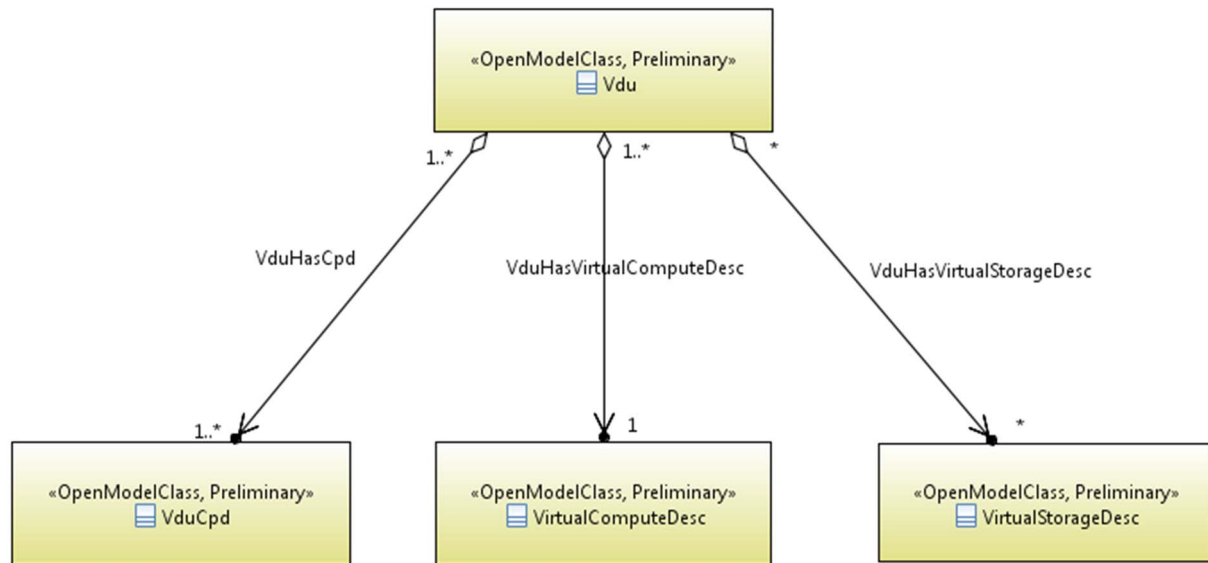 «OpenModelClass, Preliminary»
Vdu
1..*
1..*
*
VduHasCpd
VduHasVirtualComputeDesc
VduHasVirtualStorageDesc
1..*
1
*
«OpenModelClass, Preliminary»
VduCpd
«OpenModelClass, Preliminary»
VirtualComputeDesc
«OpenModelClass, Preliminary»
VirtualStorageDesc